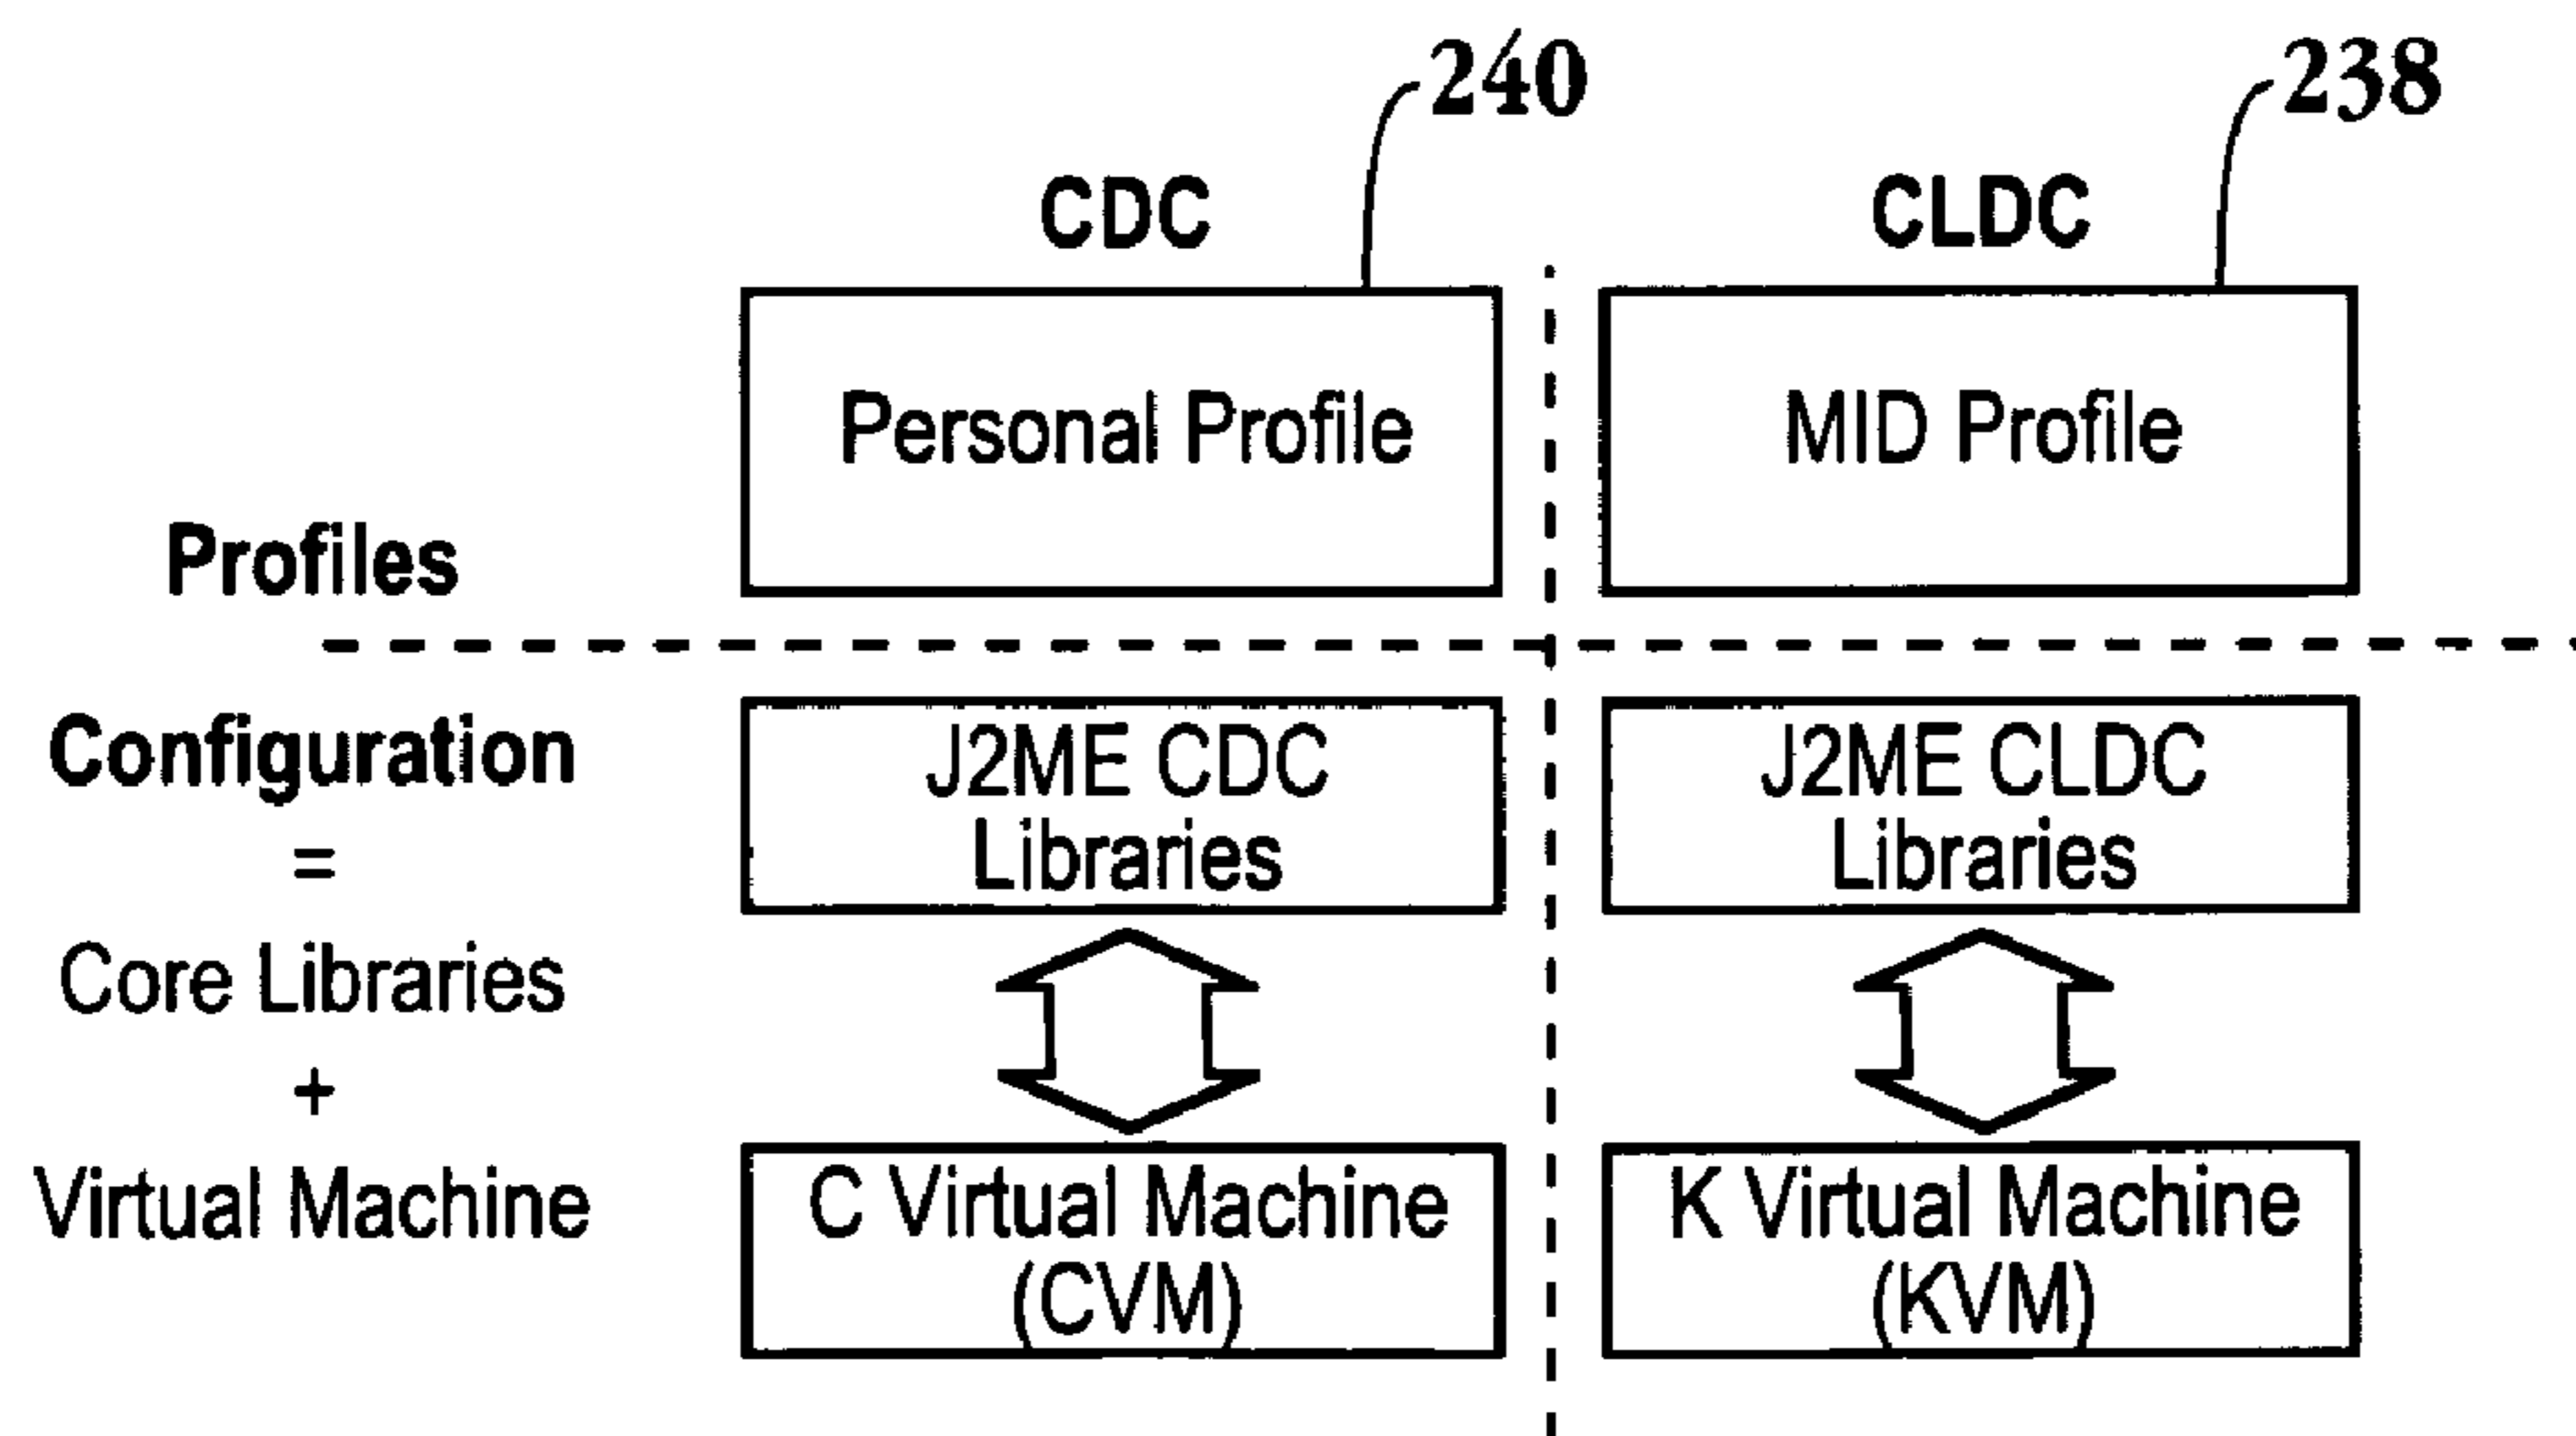 240
238
CDC
CLDC
Personal Profile
MID Profile
Profiles
Configuration
=
Core Libraries
+
Virtual Machine
J2ME CDC
Libraries
J2ME CLDC
Libraries
C Virtual Machine
(CVM)
K Virtual Machine
(KVM)